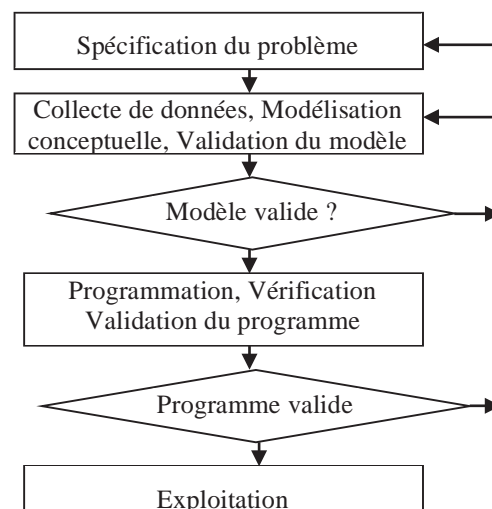 Spécification du problème
Collecte de données, Modélisation
conceptuelle, Validation du modèle
Modèle valide ?
Programmation, Vérification
Validation du programme
Programme valide
Exploitation